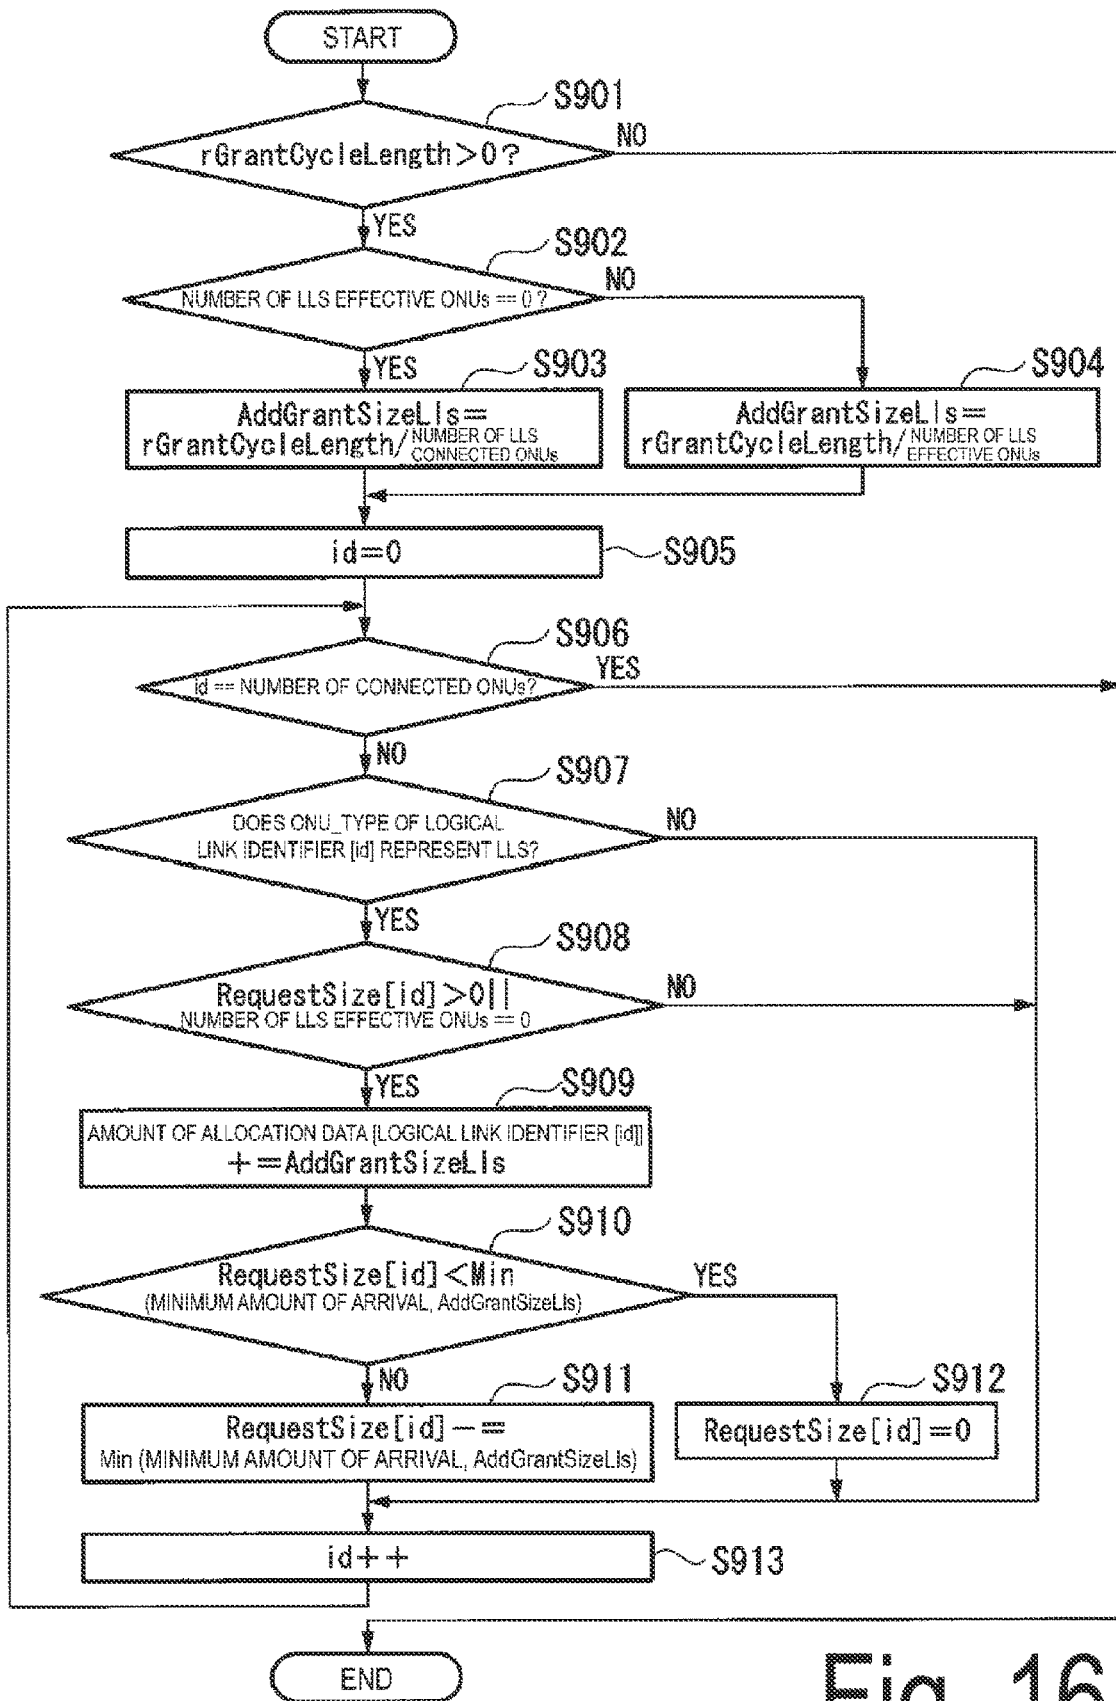 START
S901
rGrantCycleLength>0?
NO
YES
S902
NUMBER OF LLS EFFECTIVE ONUs == 0 ?
NO
YES
S903
AddGrantSizeLls=
rGrantCycleLength/NUMBER OF LLS
CONNECTED ONUs
S904
AddGrantSizeLls=
rGrantCycleLength/NUMBER OF LLS
EFFECTIVE ONUs
id=0
S905
S906
id == NUMBER OF CONNECTED ONUs?
YES
NO
S907
DOES ONU_TYPE OF LOGICAL
LINK IDENTIFIER [id] REPRESENT LLS?
NO
YES
S908
RequestSize[id]>0||
NUMBER OF LLS EFFECTIVE ONUs == 0
NO
YES
S909
AMOUNT OF ALLOCATION DATA [LOGICAL LINK IDENTIFIER [id]]
+=AddGrantSizeLls
S910
RequestSize[id]<Min
(MINIMUM AMOUNT OF ARRIVAL, AddGrantSizeLls)
YES
NO
S911
RequestSize[id]-=
Min (MINIMUM AMOUNT OF ARRIVAL, AddGrantSizeLls)
S912
RequestSize[id]=0
id++
S913
END
Fig. 16